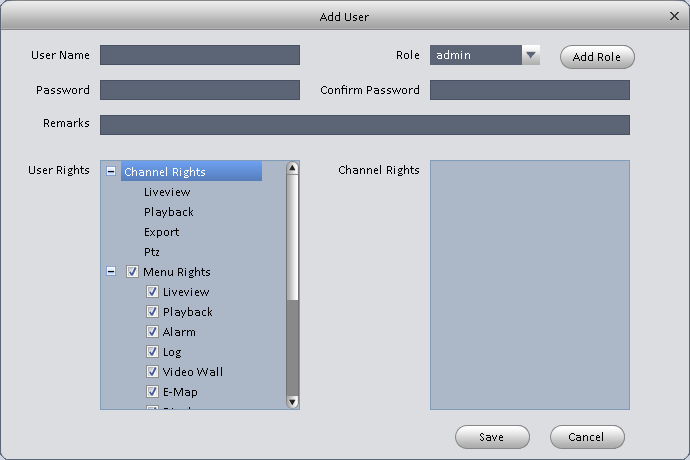 Add User
User Name
Role
admin
Add Role
Password
Confirm Password
Remarks
User Rights
Channel Rights
Liveview
Playback
Export
Ptz
Menu Rights
Liveview
Playback
Alarm
Log
Video Wall
E-Map
Channel Rights
Save
Cancel